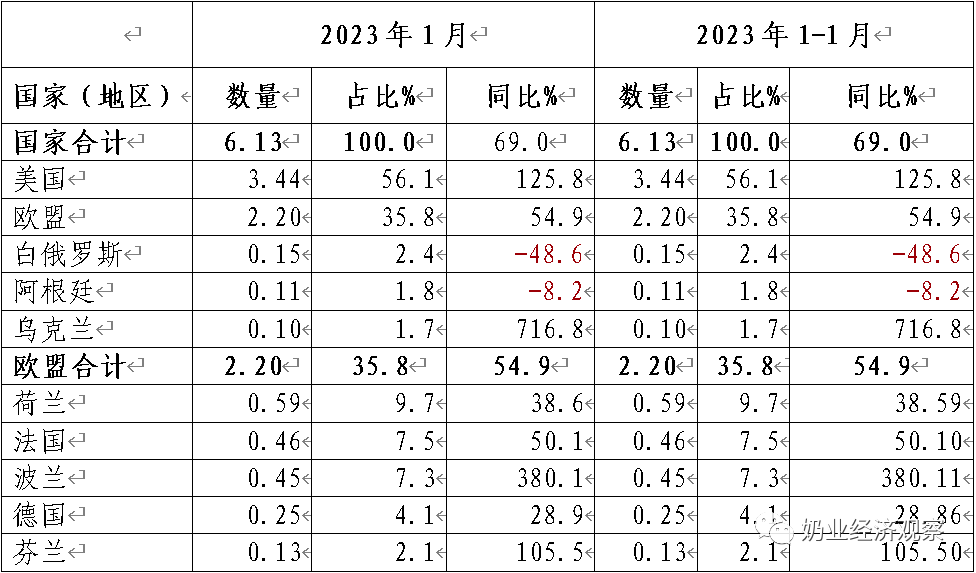 2023年1月 2023年1-1月
国家（地区） 数量 占比% 同比% 数量 占比% 同比%
国家合计 6.13 100.0 69.0 6.13 100.0 69.0
美国 3.44 56.1 125.8 3.44 56.1 125.8
欧盟 2.20 35.8 54.9 2.20 35.8 54.9
白俄罗斯 0.15 2.4 -48.6 0.15 2.4 -48.6
阿根廷 0.11 1.8 -8.2 0.11 1.8 -8.2
乌克兰 0.10 1.7 716.8 0.10 1.7 716.8
欧盟合计 2.20 35.8 54.9 2.20 35.8 54.9
荷兰 0.59 9.7 38.6 0.59 9.7 38.59
法国 0.46 7.5 50.1 0.46 7.5 50.10
波兰 0.45 7.3 380.1 0.45 7.3 380.11
德国 0.25 4.1 28.9 0.25 4.1 28.86
芬兰 0.13 2.1 105.5 0.13 2.1 105.50
奶业经济观察